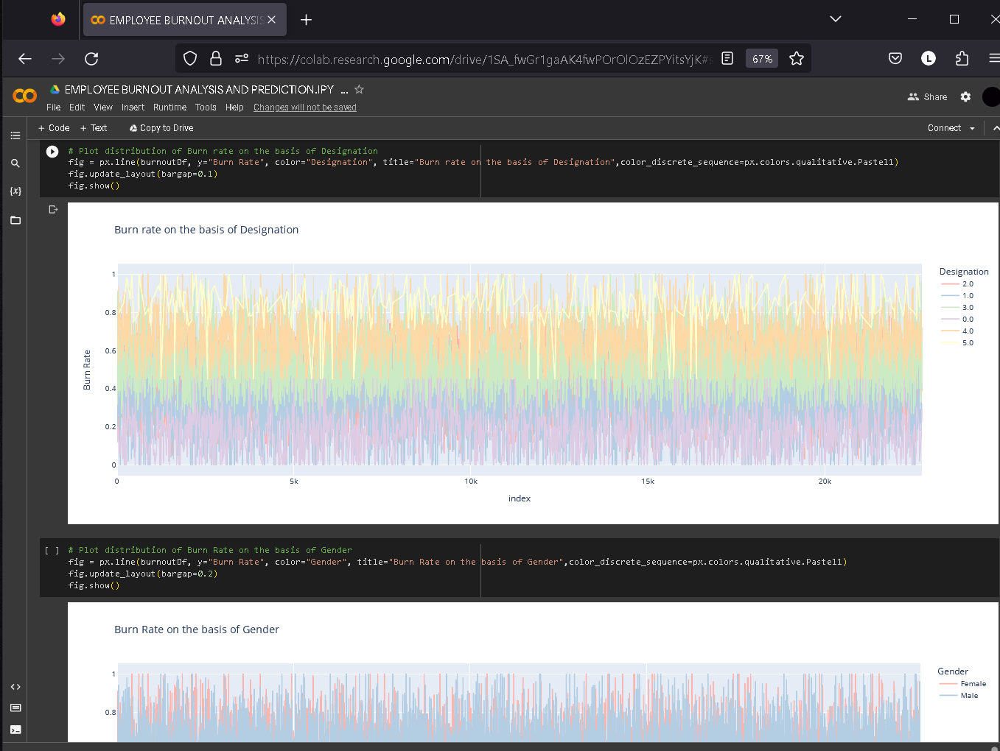 EMPLOYEE BURNOUT ANALYSIS
https://colab.research.google.com/drive/1SA_fwGr1gaAK4fwPOrOlOzEZPYitsYjK#s
67%
L
EMPLOYEE BURNOUT ANALYSIS AND PREDICTION.IPY ...
Share
File Edit View Insert Runtime Tools Help Changes will not be saved
+ Code + Text Copy to Drive
Connect
# Plot distribution of Burn rate on the basis of Designation
fig = px.line(burnoutDf, y="Burn Rate", color="Designation", title="Burn rate on the basis of Designation",color_discrete_sequence=px.colors.qualitative.Pastel1)
fig.update_layout(bargap=0.1)
fig.show()
{x}
Burn rate on the basis of Designation
Designation
2.0
1.0
3.0
0.0
4.0
5.0
1
0.8
0.6
0.4
0.2
0
Burn Rate
0 5k 10k 15k 20k
index
[ ] # Plot distribution of Burn Rate on the basis of Gender
fig = px.line(burnoutDf, y="Burn Rate", color="Gender", title="Burn Rate on the basis of Gender",color_discrete_sequence=px.colors.qualitative.Pastel1)
fig.update_layout(bargap=0.2)
fig.show()
Burn Rate on the basis of Gender
Gender
Female
Male
1
0.8